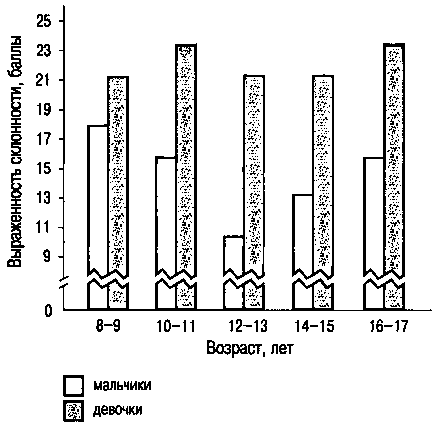 Выраженность склонности, баллы
25
23
21
19
17
15
13
11
9
0
8–9 10–11 12–13 14–15 16–17
Возраст, лет
мальчики
девочки